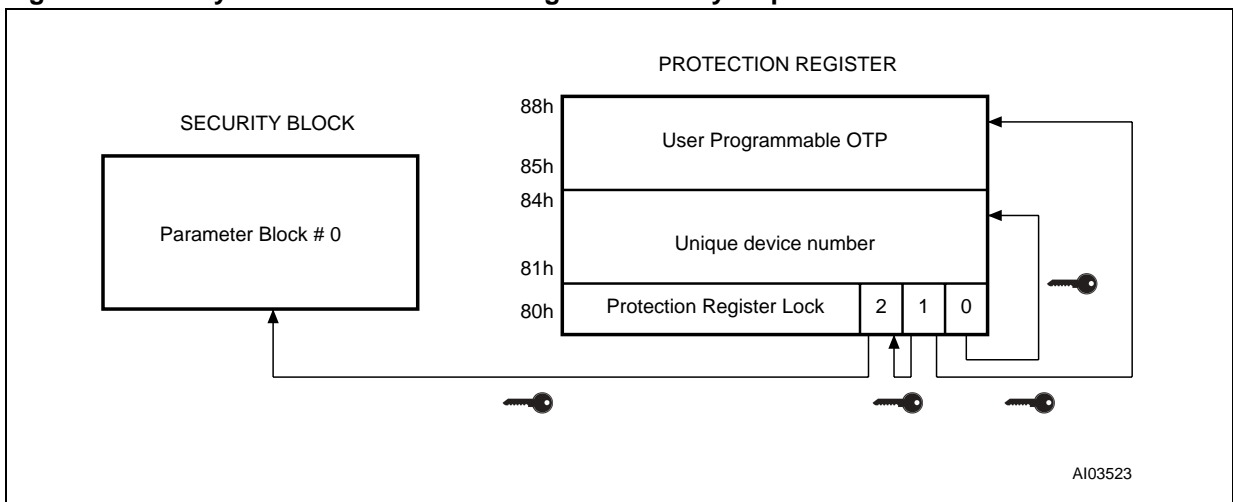 PROTECTION REGISTER
SECURITY BLOCK
Parameter Block # 0
88h
User Programmable OTP
85h
84h
Unique device number
81h
80h
Protection Register Lock 2 1 0
AI03523